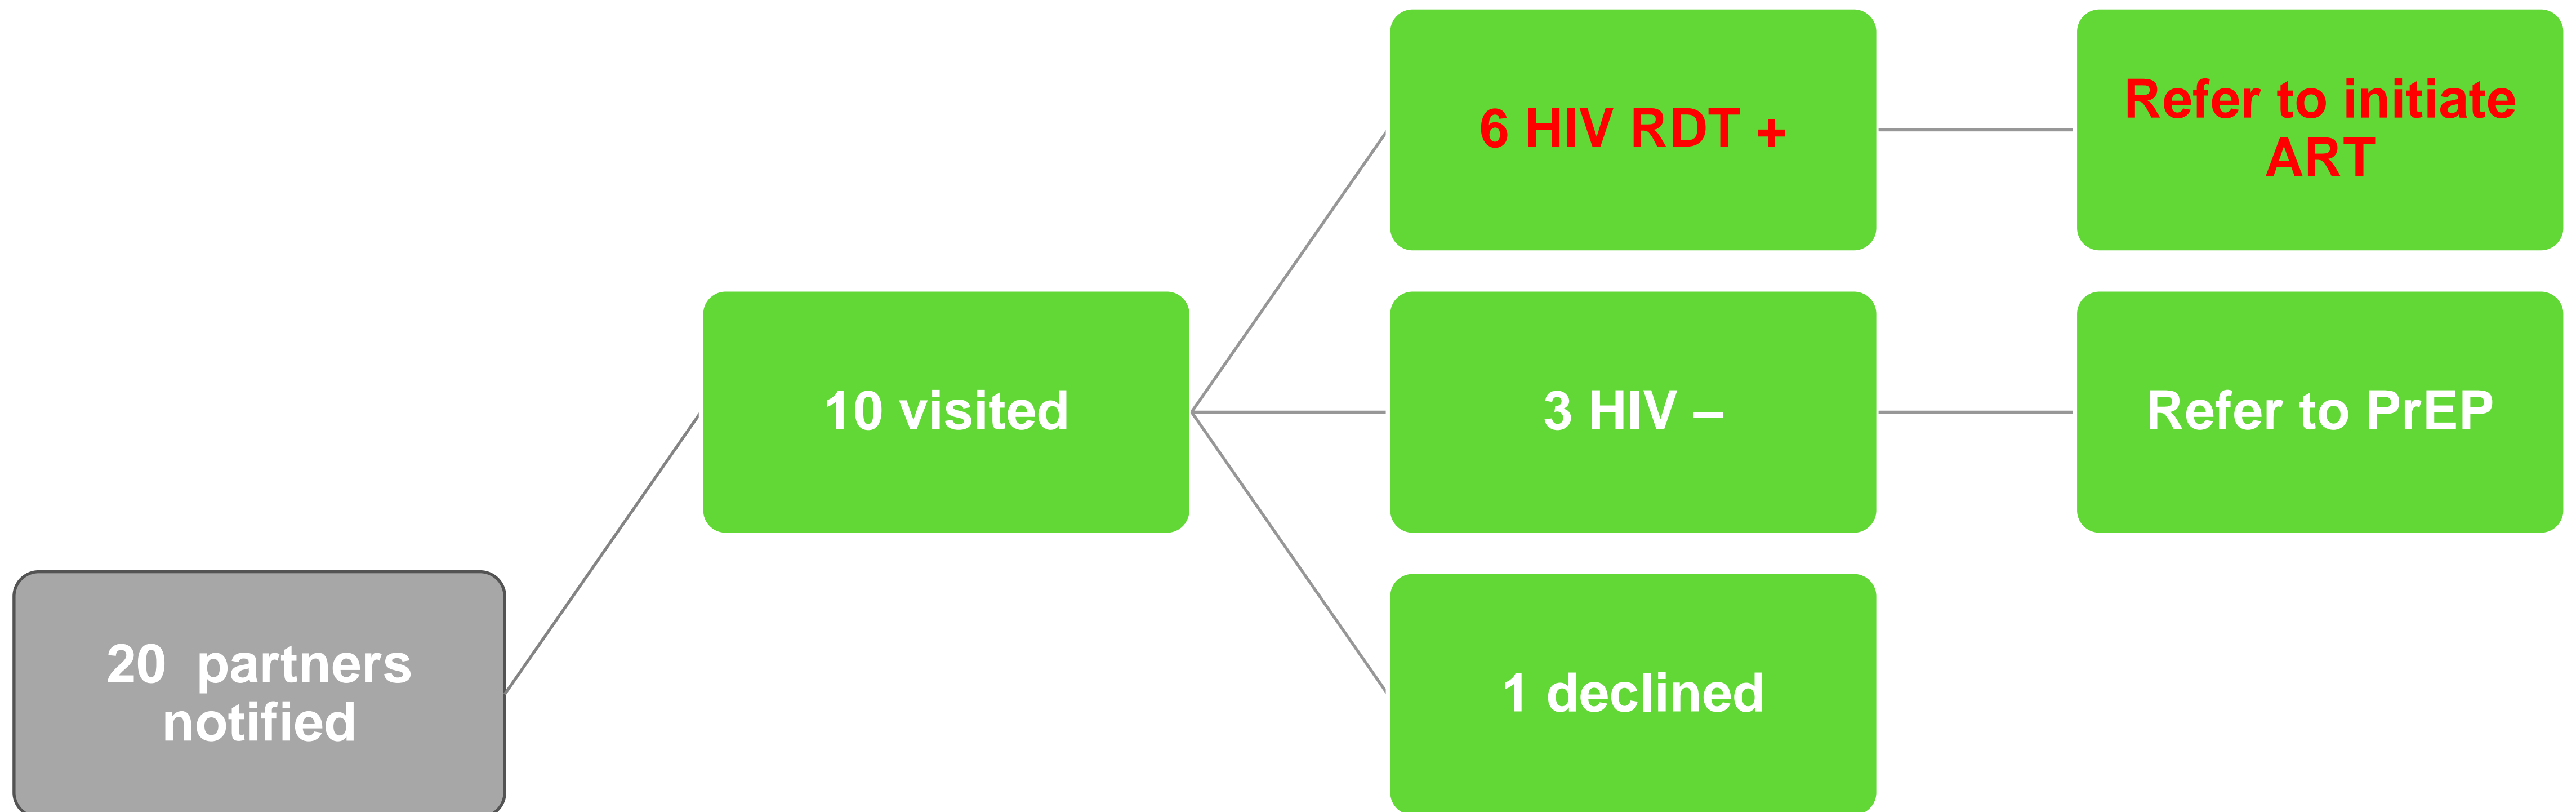 6 HIV RDT +
Refer to initiate
ART
10 visited
3 HIV –
Refer to PrEP
20  partners
notified
1 declined